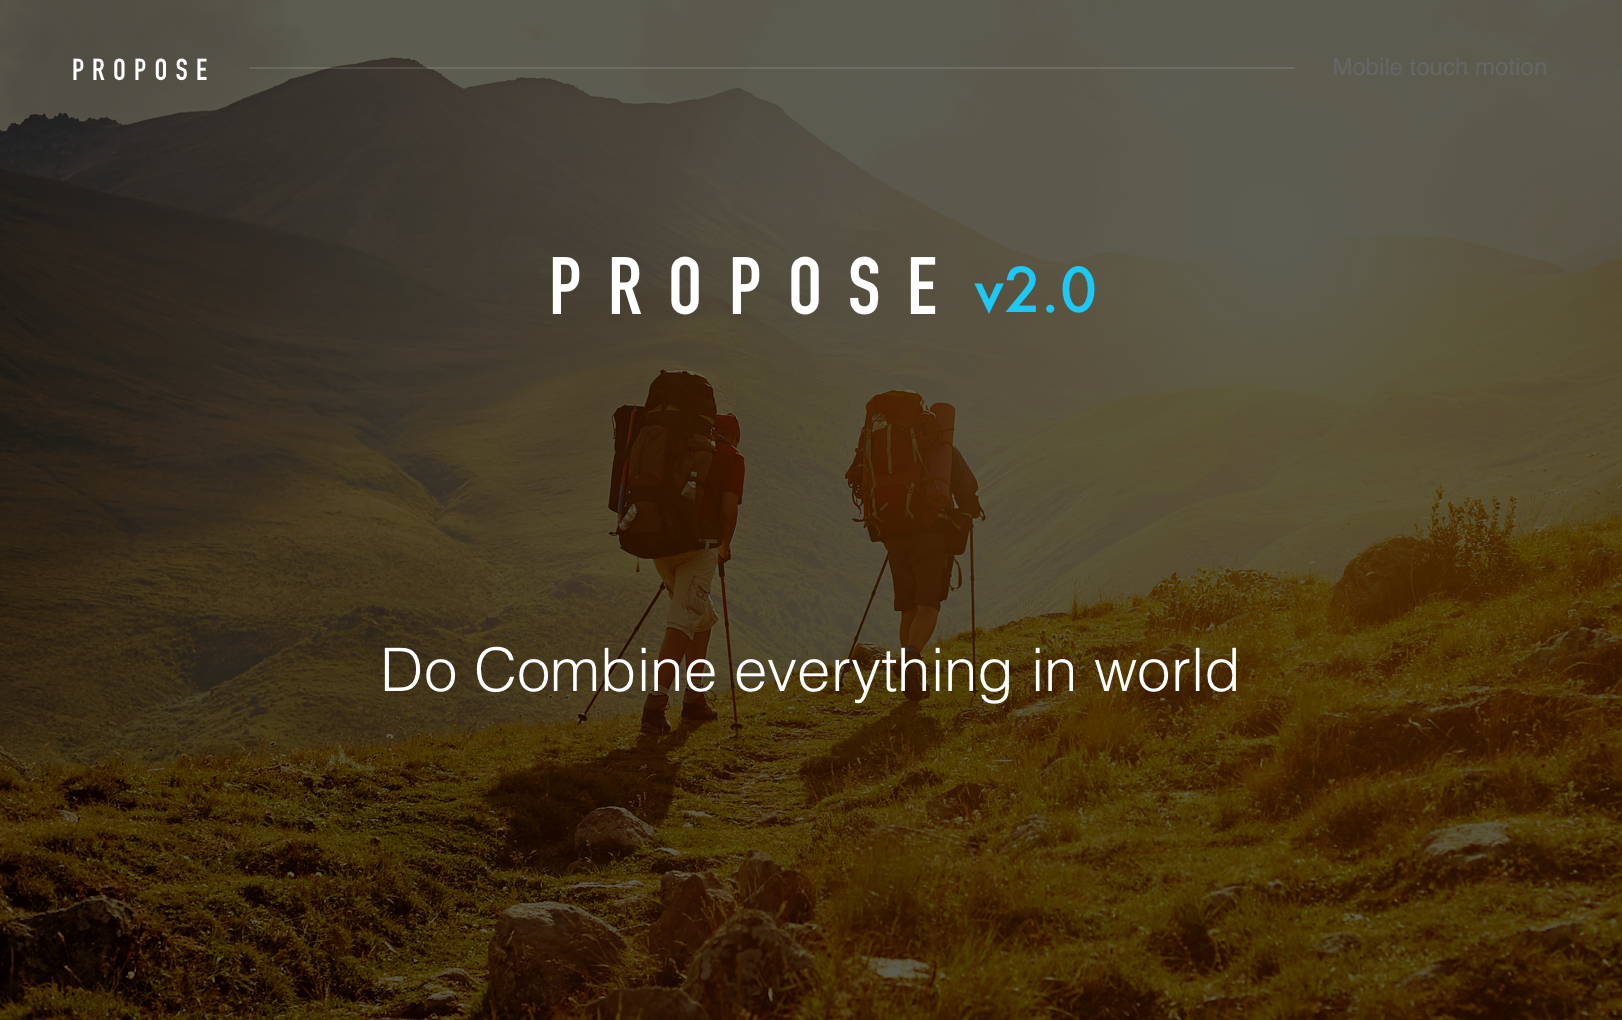 PROPOSE
Mobile touch motion
PROPOSE v2.0
Do Combine everything in world